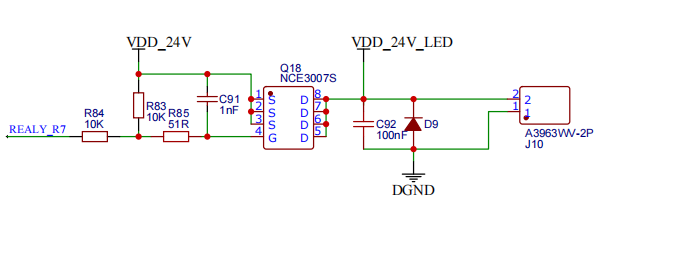 VDD_24V
VDD_24V_LED
Q18
NCE3007S
R84
10K
R83
10K
R85
51R
C91
1nF
REALY_R7
1 S D 8
2 S D 7
3 S D 6
4 G D 5
C92
100nF
D9
2 2
1 1
A3963WV-2P
J10
DGND